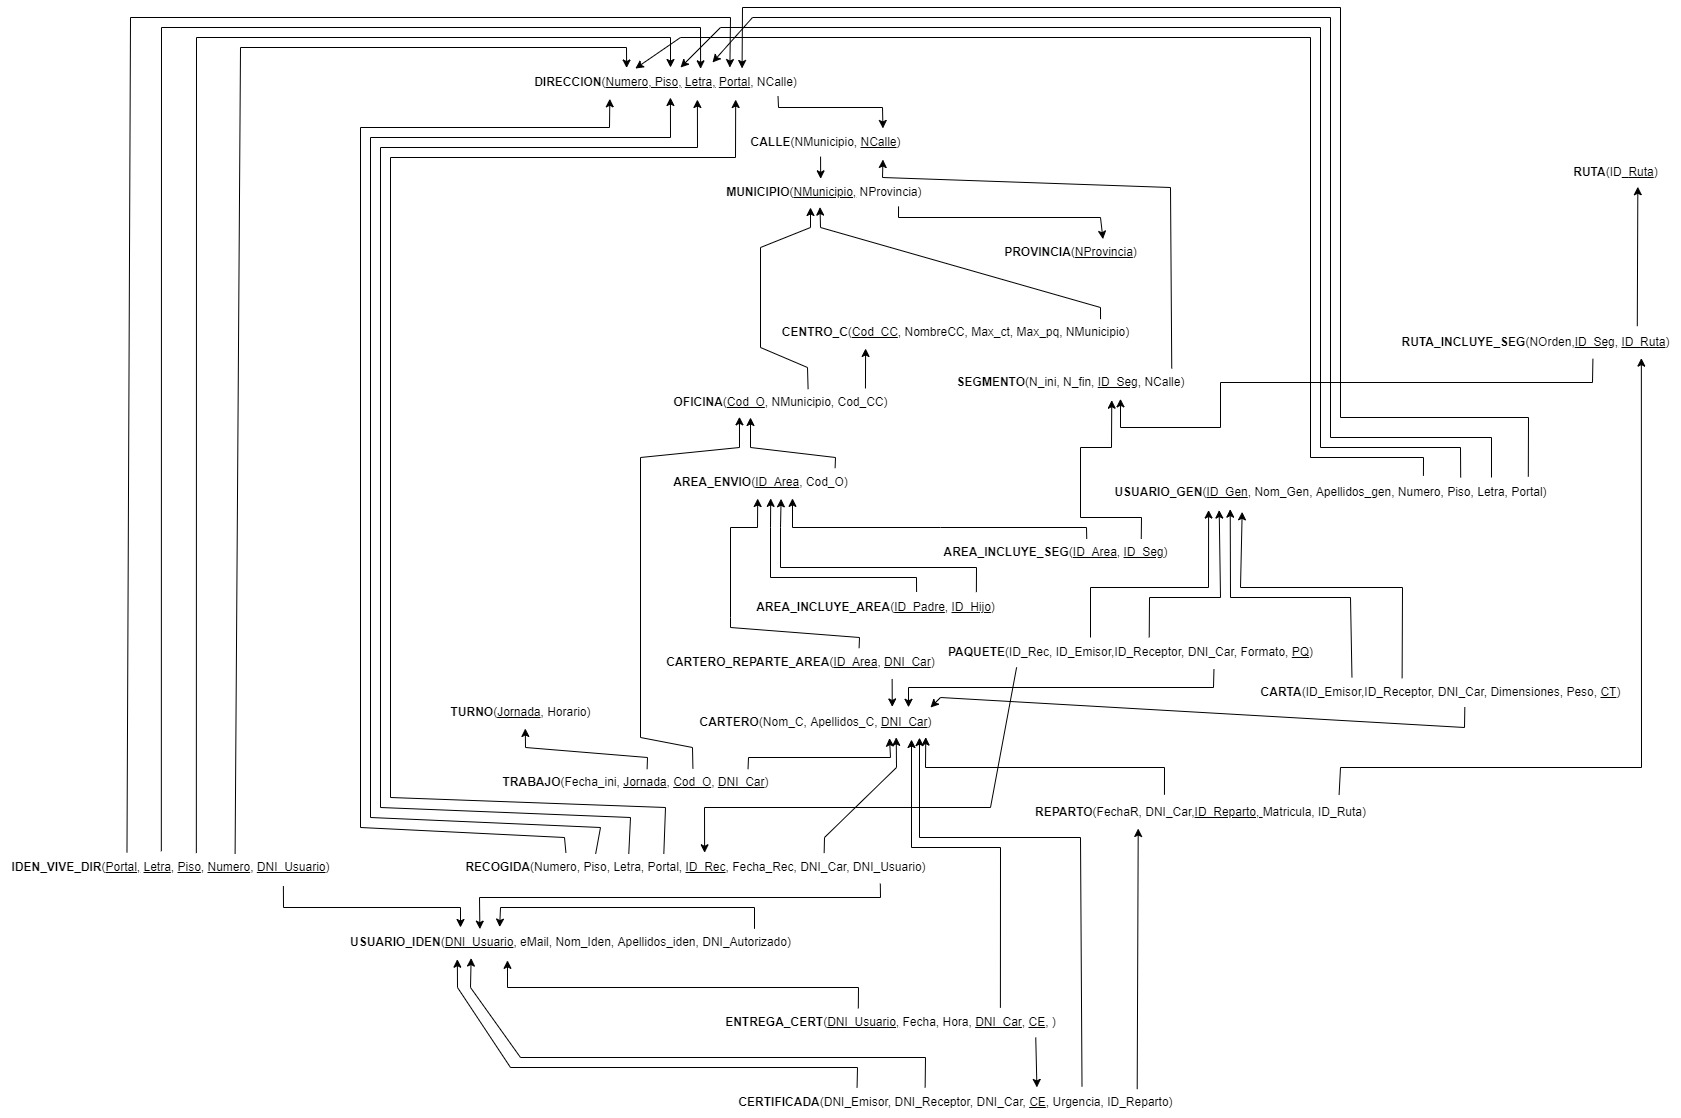 DIRECCION(Numero, Piso, Letra, Portal, NCalle)
CALLE(NMunicipio, NCalle)
RUTA(ID_Ruta)
MUNICIPIO(NMunicipio, NProvincia)
PROVINCIA(NProvincia)
CENTRO_C(Cod_CC, NombreCC, Max_ct, Max_pq, NMunicipio)
RUTA_INCLUYE_SEG(NOrden,ID_Seg, ID_Ruta)
SEGMENTO(N_ini, N_fin, ID_Seg, NCalle)
OFICINA(Cod_O, NMunicipio, Cod_CC)
AREA_ENVIO(ID_Area, Cod_O)
USUARIO_GEN(ID_Gen, Nom_Gen, Apellidos_gen, Numero, Piso, Letra, Portal)
AREA_INCLUYE_SEG(ID_Area, ID_Seg)
AREA_INCLUYE_AREA(ID_Padre, ID_Hijo)
CARTERO_REPARTE_AREA(ID_Area, DNI_Car)
PAQUETE(ID_Rec, ID_Emisor,ID_Receptor, DNI_Car, Formato, PQ)
CARTA(ID_Emisor,ID_Receptor, DNI_Car, Dimensiones, Peso, CT)
TURNO(Jornada, Horario)
CARTERO(Nom_C, Apellidos_C, DNI_Car)
TRABAJO(Fecha_ini, Jornada, Cod_O, DNI_Car)
REPARTO(FechaR, DNI_Car,ID_Reparto, Matricula, ID_Ruta)
IDEN_VIVE_DIR(Portal, Letra, Piso, Numero, DNI_Usuario)
RECOGIDA(Numero, Piso, Letra, Portal, ID_Rec, Fecha_Rec, DNI_Car, DNI_Usuario)
USUARIO_IDEN(DNI_Usuario, eMail, Nom_Iden, Apellidos_iden, DNI_Autorizado)
ENTREGA_CERT(DNI_Usuario, Fecha, Hora, DNI_Car, CE, )
CERTIFICADA(DNI_Emisor, DNI_Receptor, DNI_Car, CE, Urgencia, ID_Reparto)